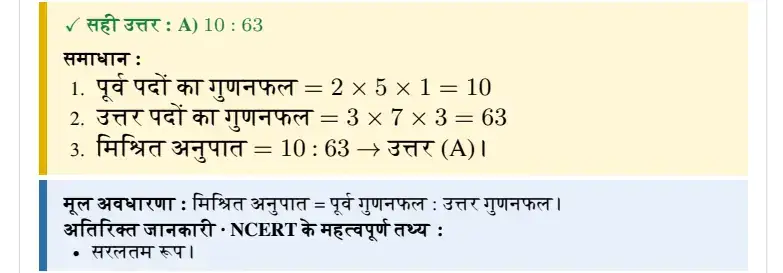 ✓ सही उत्तर : A) 10 : 63
समाधान :
1. पूर्व पदों का गुणनफल = 2 × 5 × 1 = 10
2. उत्तर पदों का गुणनफल = 3 × 7 × 3 = 63
3. मिश्रित अनुपात = 10 : 63 → उत्तर (A)।
मूल अवधारणा : मिश्रित अनुपात = पूर्व गुणनफल : उत्तर गुणनफल।
अतिरिक्त जानकारी · NCERT के महत्वपूर्ण तथ्य :
• सरलतम रूप।